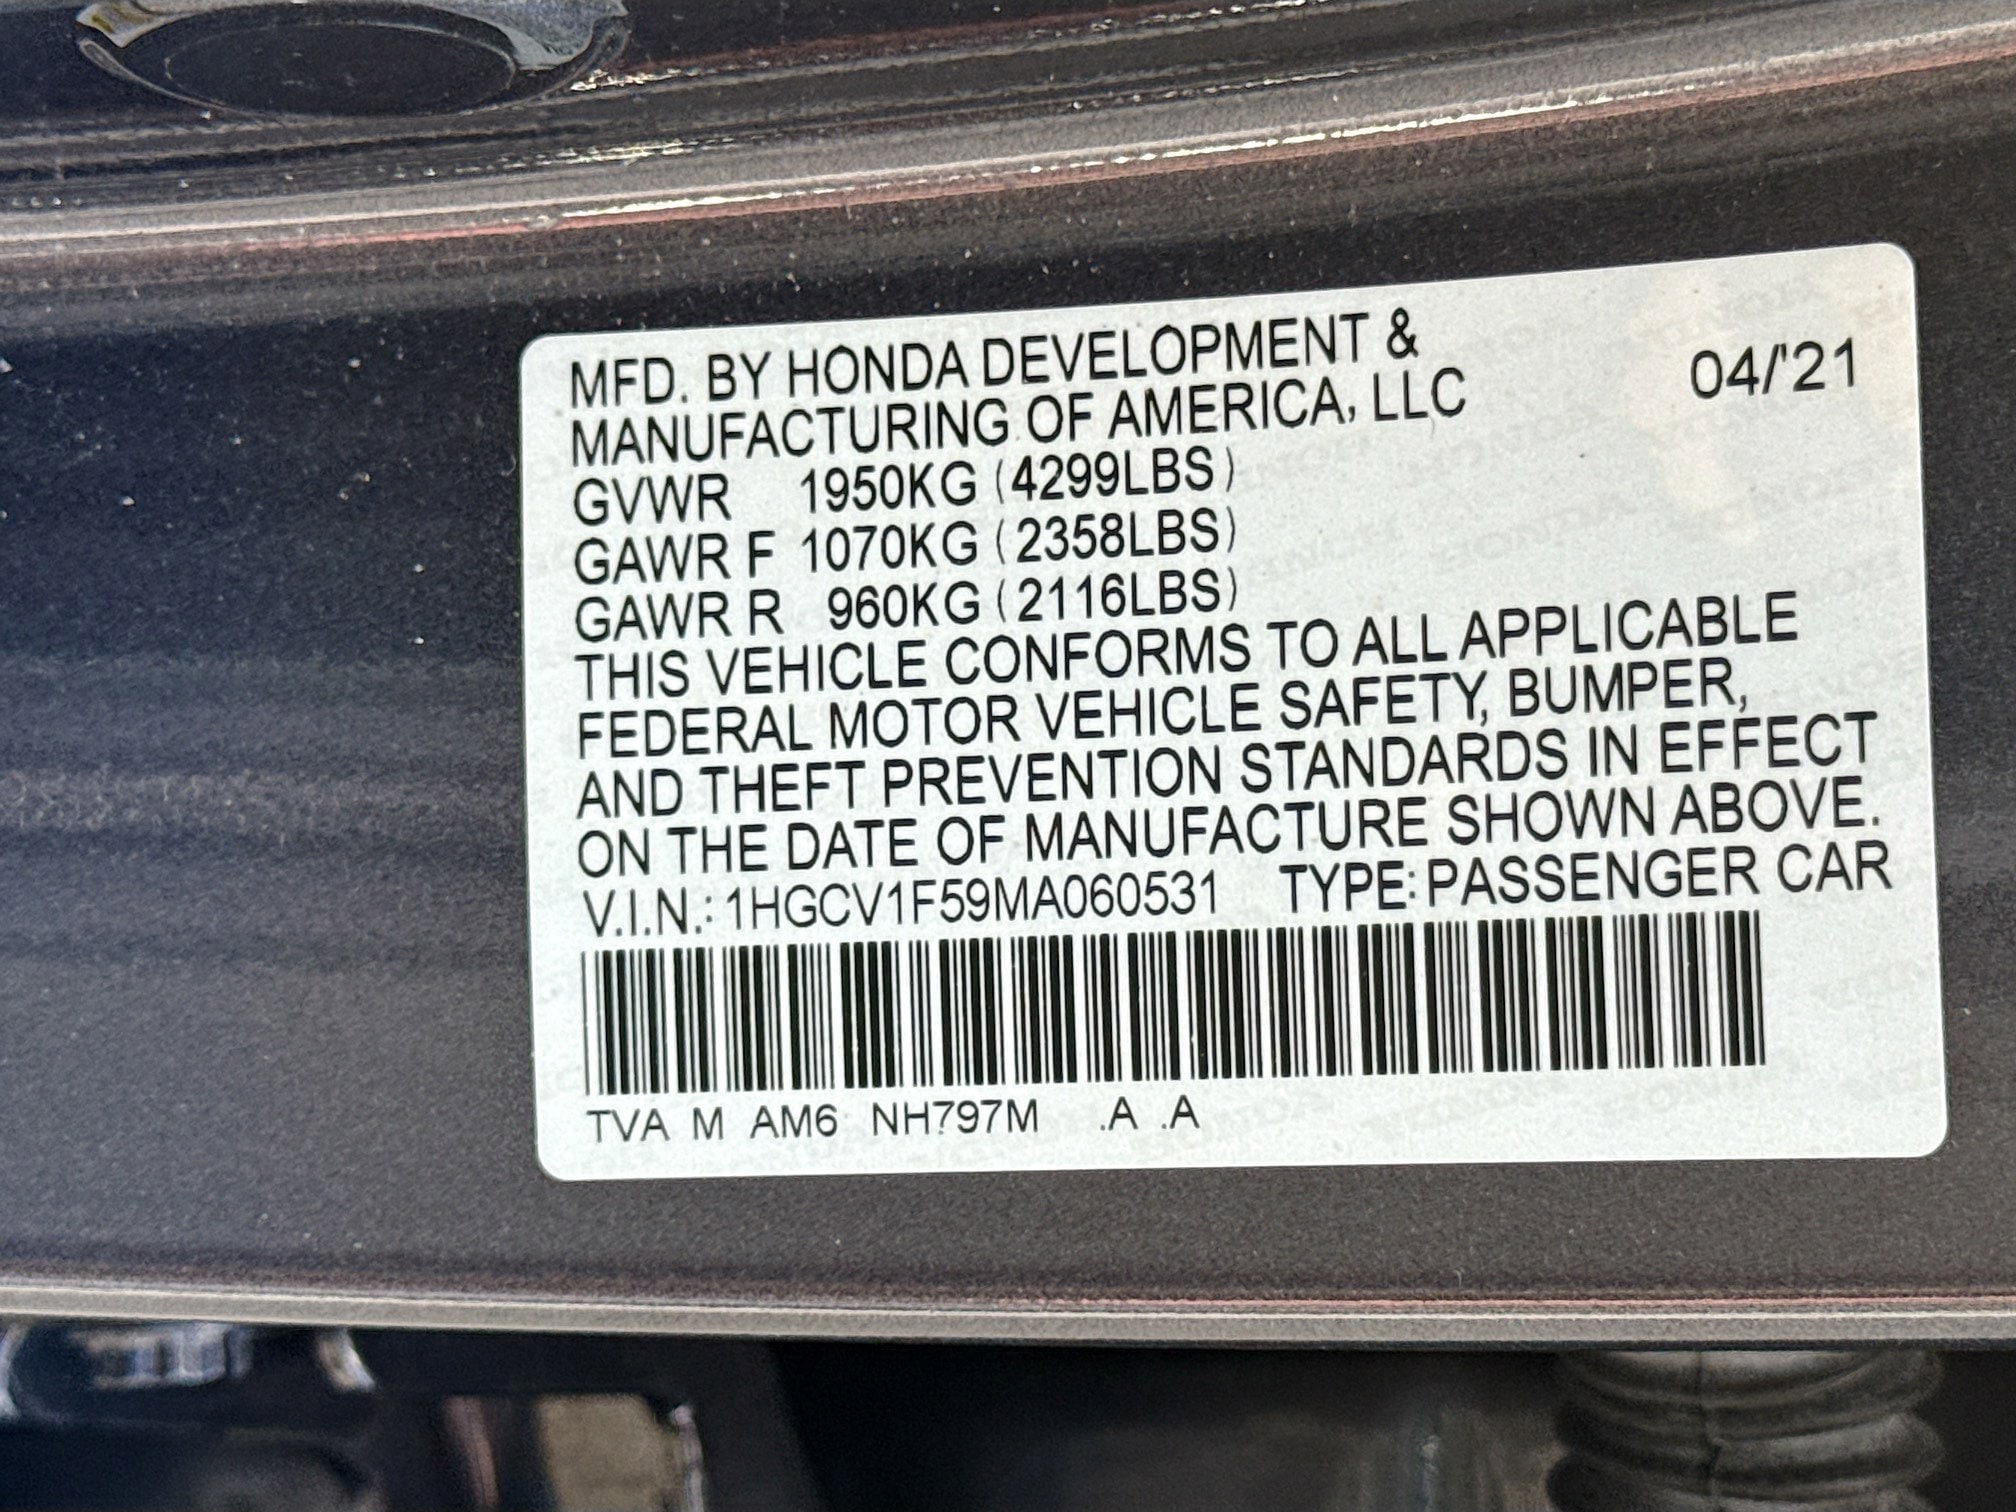 MFD. BY HONDA DEVELOPMENT &
MANUFACTURING OF AMERICA, LLC 04/'21
GVWR 1950KG (4299LBS)
GAWR F 1070KG (2358LBS)
GAWR R 960KG (2116LBS)
THIS VEHICLE CONFORMS TO ALL APPLICABLE
FEDERAL MOTOR VEHICLE SAFETY, BUMPER,
AND THEFT PREVENTION STANDARDS IN EFFECT
ON THE DATE OF MANUFACTURE SHOWN ABOVE.
V.I.N.: 1HGCV1F59MA060531 TYPE: PASSENGER CAR
TVA M AM6 NH797M .A .A